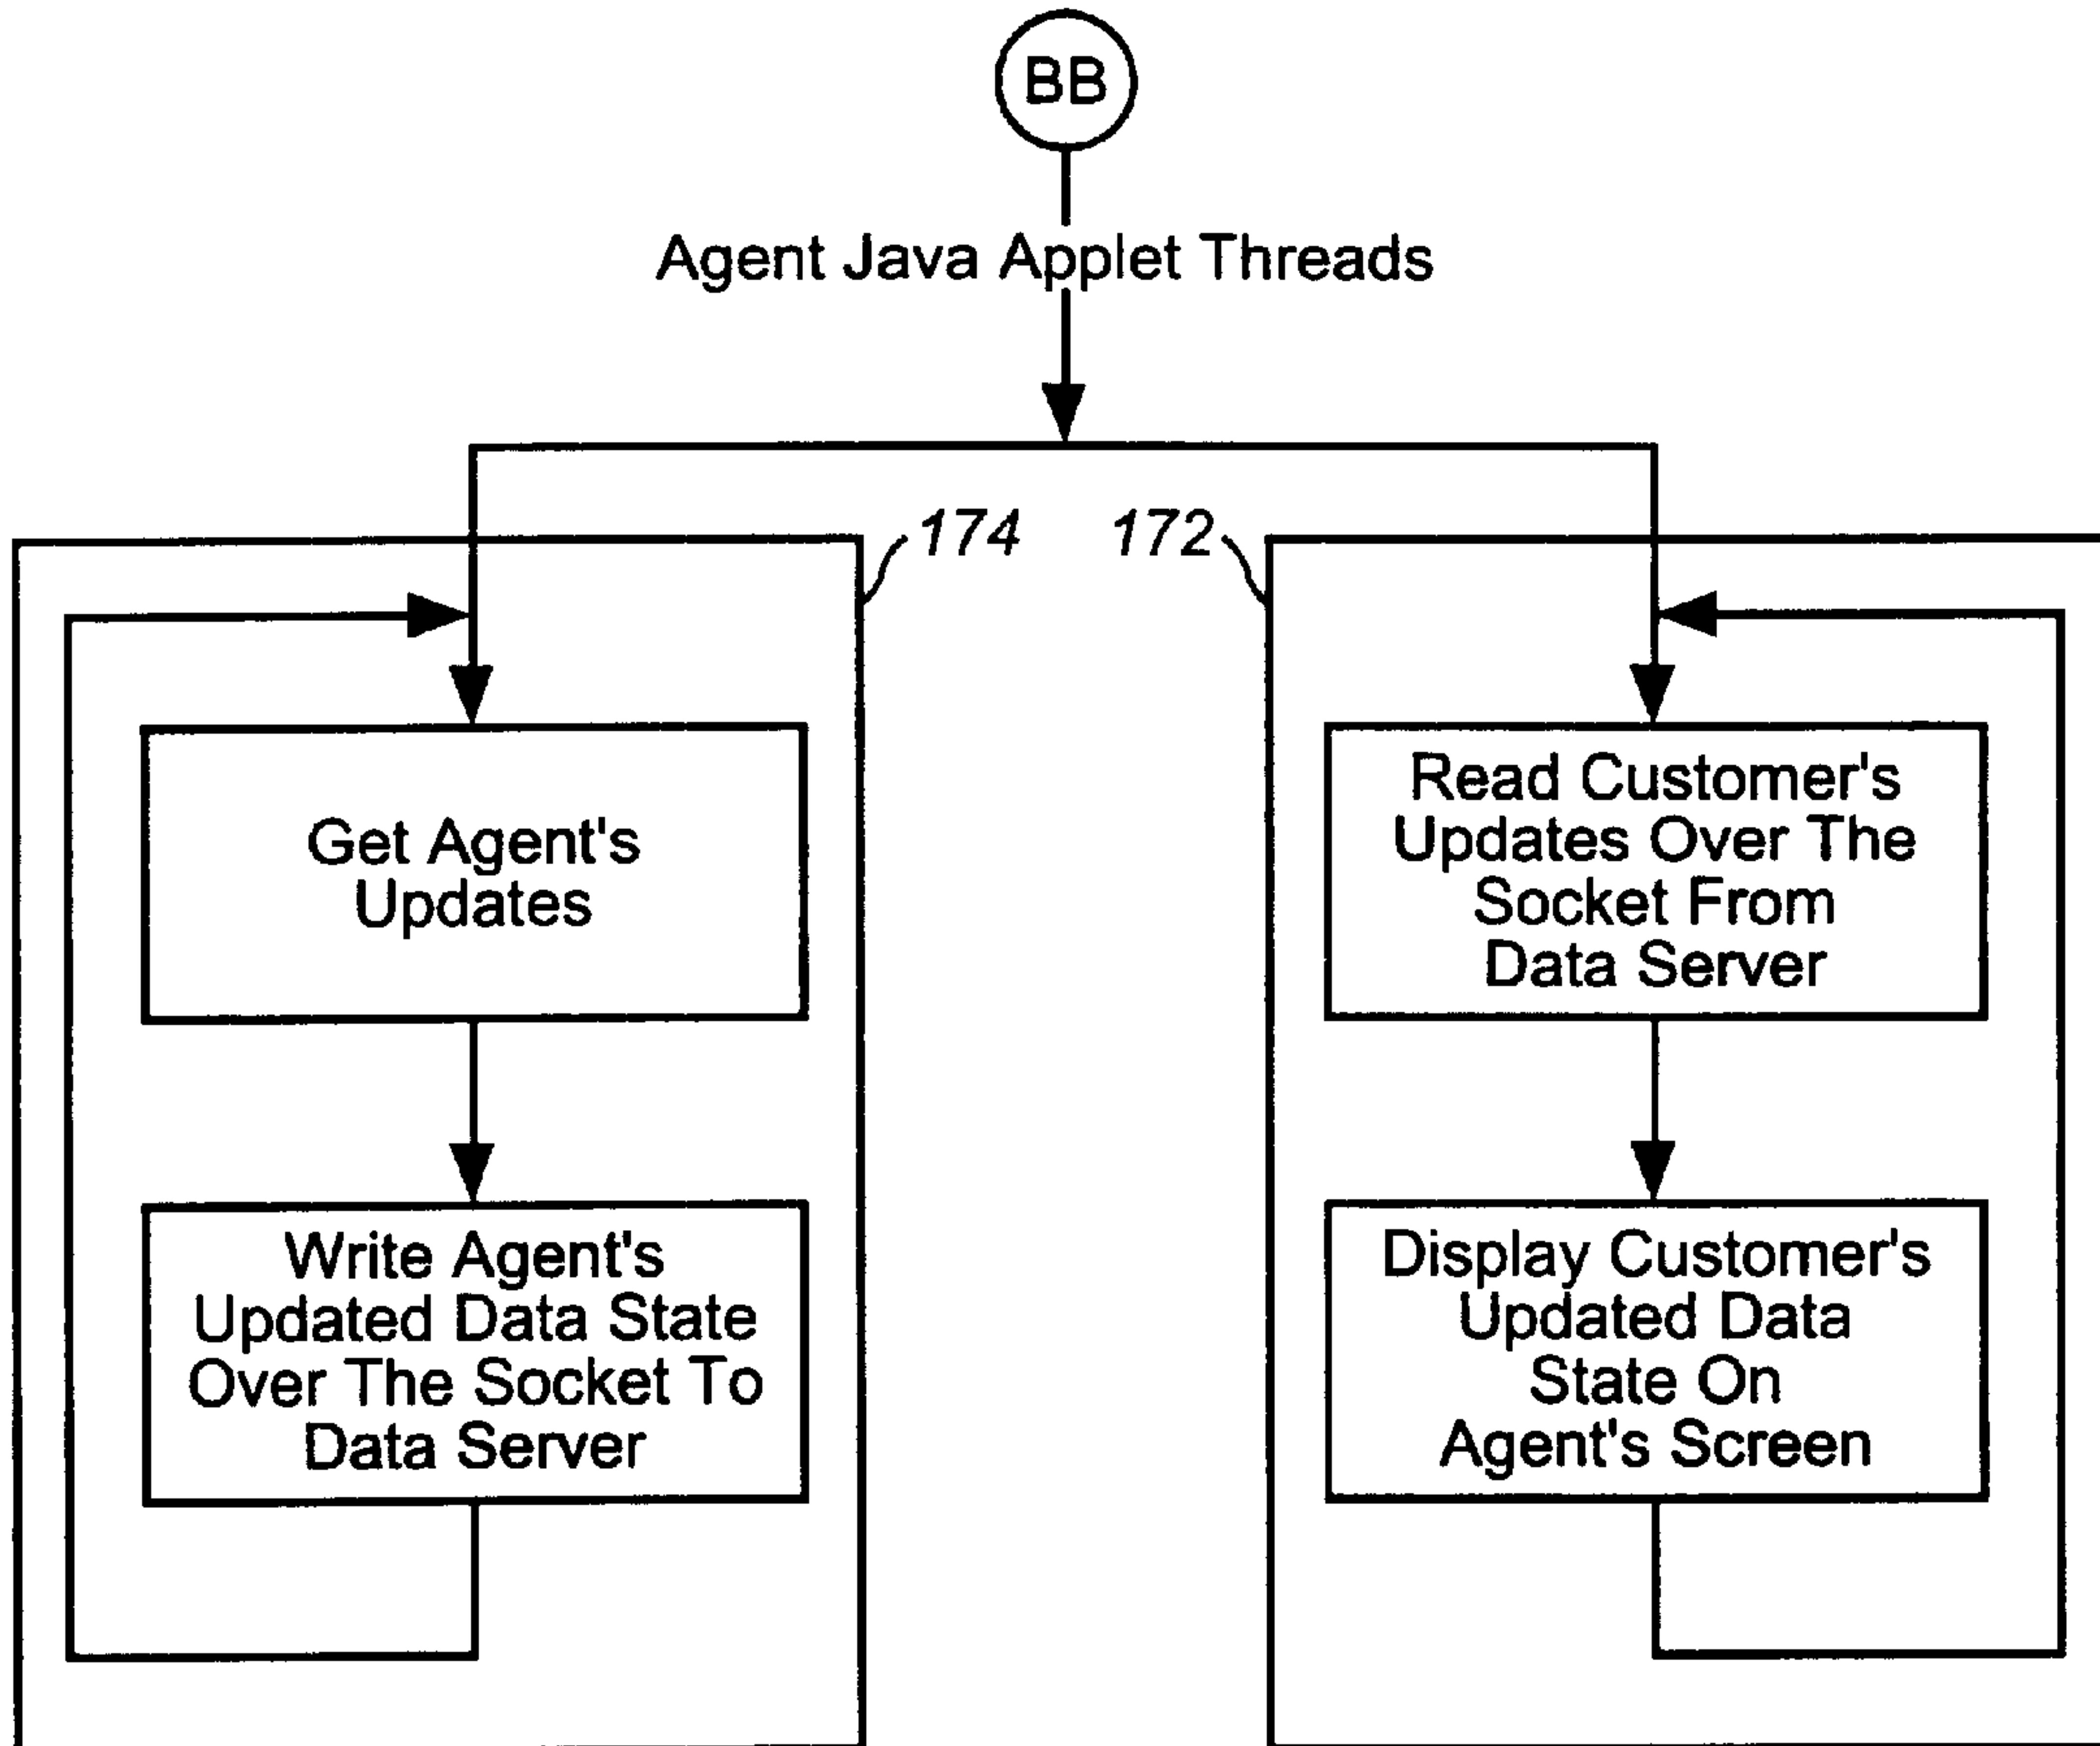 BB
Agent Java Applet Threads
174
172
Get Agent's
Updates
Write Agent's
Updated Data State
Over The Socket To
Data Server
Read Customer's
Updates Over The
Socket From
Data Server
Display Customer's
Updated Data
State On
Agent's Screen